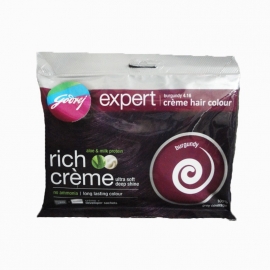 Godrej
expert
burgundy 4.16
crème hair colour
aloe & milk protein
rich
crème
ultra soft
deep shine
no ammonia | long lasting colour
burgundy